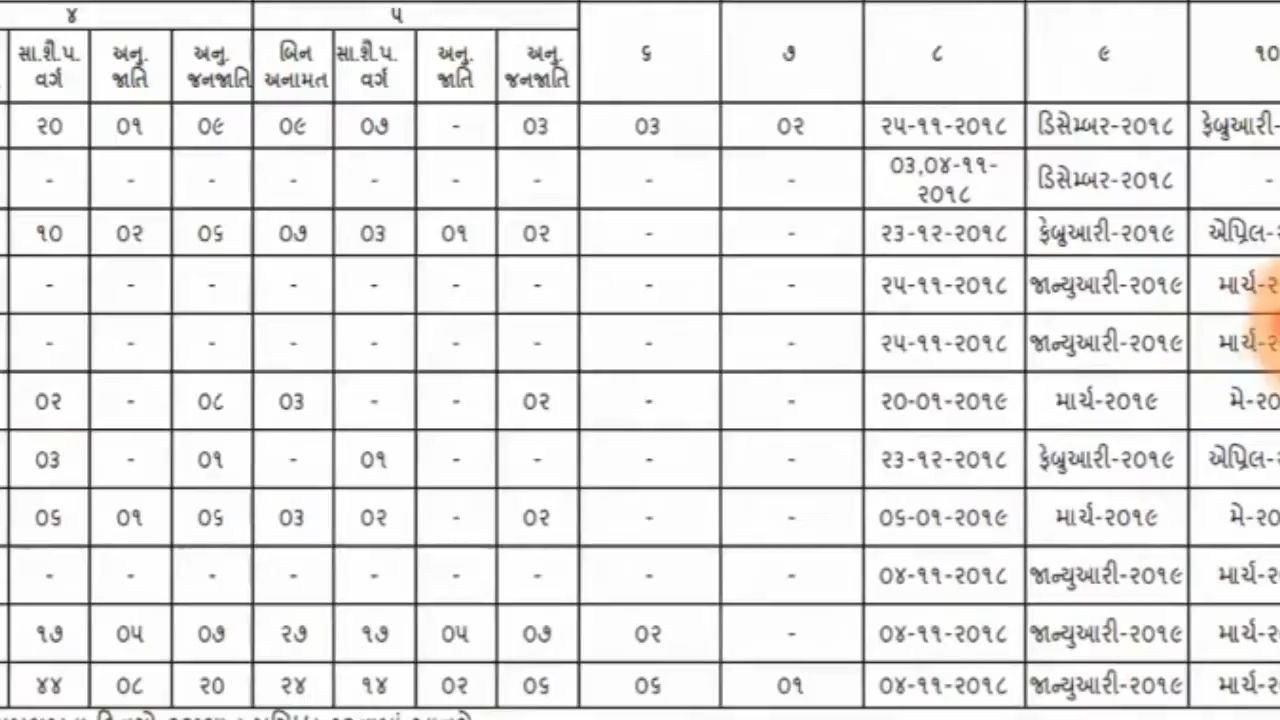 ૪ ૫
સા.શૈ.પ. વર્ગ અનુ. જાતિ અનુ. જનજાતિ બિન અનામત સા.શૈ.પ. વર્ગ અનુ. જાતિ અનુ. જનજાતિ ૬ ૭ ૮ ૯ ૧૦
૨૦ ૦૧ ૦૯ ૦૯ ૦૭ - ૦૩ ૦૩ ૦૨ ૨૫-૧૧-૨૦૧૮ ડિસેમ્બર-૨૦૧૮ ફેબ્રુઆરી-
- - - - - - - - - ૦૩,૦૪-૧૧-૨૦૧૮ ડિસેમ્બર-૨૦૧૮ -
૧૦ ૦૨ ૦૬ ૦૭ ૦૩ ૦૧ ૦૨ - - ૨૩-૧૨-૨૦૧૮ ફેબ્રુઆરી-૨૦૧૯ એપ્રિલ-૨
- - - - - - - - - ૨૫-૧૧-૨૦૧૮ જાન્યુઆરી-૨૦૧૯ માર્ચ-૨
- - - - - - - - - ૨૫-૧૧-૨૦૧૮ જાન્યુઆરી-૨૦૧૯ માર્ચ-૨
૦૨ - ૦૮ ૦૩ - - ૦૨ - - ૨૦-૦૧-૨૦૧૯ માર્ચ-૨૦૧૯ મે-૨૦
૦૩ - ૦૧ - ૦૧ - - - - ૨૩-૧૨-૨૦૧૮ ફેબ્રુઆરી-૨૦૧૯ એપ્રિલ-૨
૦૬ ૦૧ ૦૬ ૦૩ ૦૨ - ૦૨ - - ૦૬-૦૧-૨૦૧૯ માર્ચ-૨૦૧૯ મે-૨૦
- - - - - - - - - ૦૪-૧૧-૨૦૧૮ જાન્યુઆરી-૨૦૧૯ માર્ચ-૨
૧૭ ૦૫ ૦૭ ૨૭ ૧૭ ૦૫ ૦૭ ૦૨ - ૦૪-૧૧-૨૦૧૮ જાન્યુઆરી-૨૦૧૯ માર્ચ-૨
૪૪ ૦૮ ૨૦ ૨૪ ૧૪ ૦૨ ૦૬ ૦૬ ૦૧ ૦૪-૧૧-૨૦૧૮ જાન્યુઆરી-૨૦૧૯ માર્ચ-૨